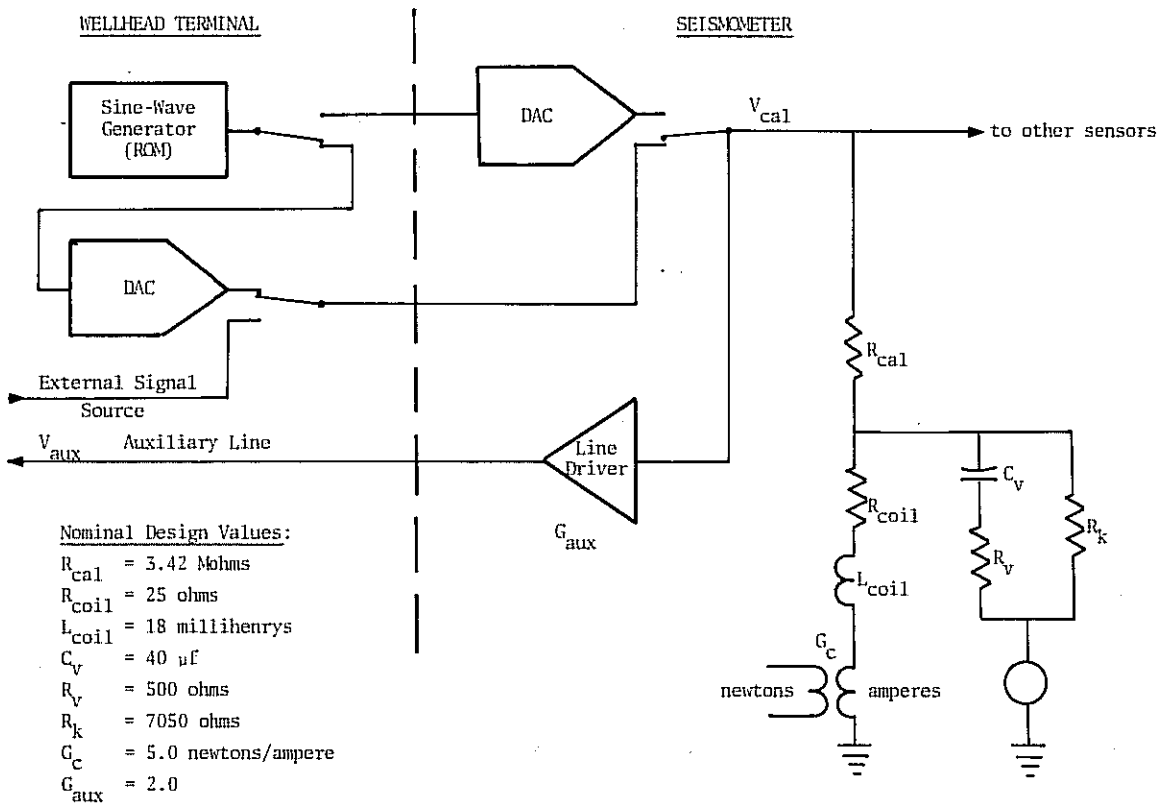 WELLHEAD TERMINAL
SEISMOMETER
Sine-Wave
Generator
(ROM)
DAC
V_cal
to other sensors
DAC
R_cal
External Signal
Source
V_aux Auxiliary Line
Line
Driver
G_aux
C_v
R_coil
R_k
R_v
L_coil
G_c
newtons
amperes
Nominal Design Values:
R_cal = 3.42 Mohms
R_coil = 25 ohms
L_coil = 18 millihenrys
C_v = 40 μf
R_v = 500 ohms
R_k = 7050 ohms
G_c = 5.0 newtons/ampere
G_aux = 2.0